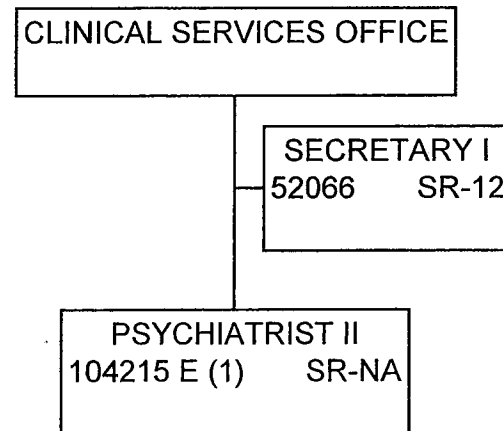 CLINICAL SERVICES OFFICE
SECRETARY I
52066 SR-12
PSYCHIATRIST II
104215 E (1) SR-NA